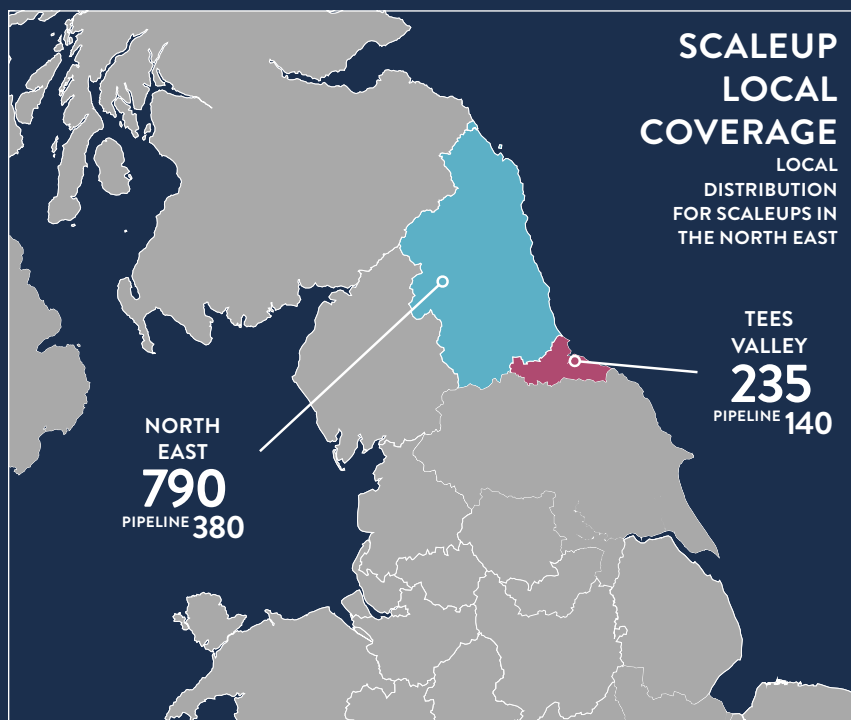 SCALEUP
LOCAL
COVERAGE
LOCAL
DISTRIBUTION
FOR SCALEUPS IN
THE NORTH EAST
TEES
VALLEY
235
PIPELINE 140
NORTH
EAST
790
PIPELINE 380